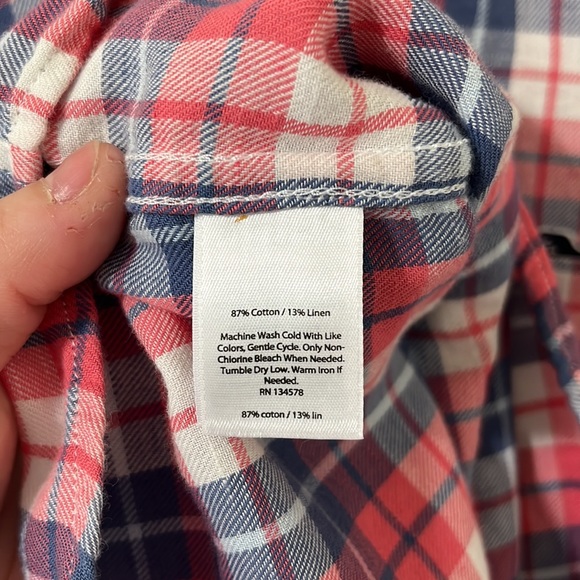 87% Cotton / 13% Linen
Machine Wash Cold With Like
Colors, Gentle Cycle. Only Non-
Chlorine Bleach When Needed.
Tumble Dry Low. Warm Iron If
Needed.
RN 134578
87% coton / 13% lin